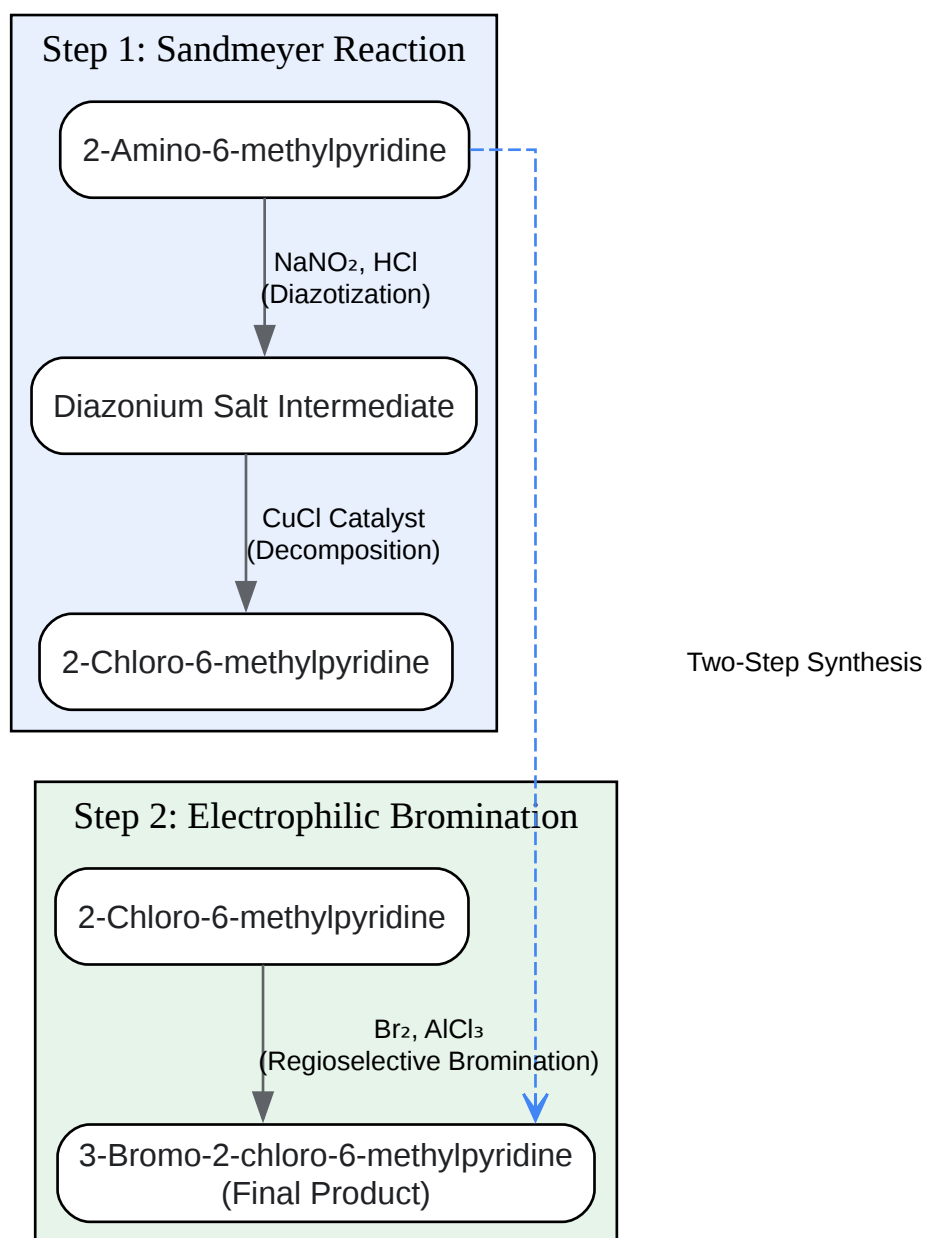 Step 1: Sandmeyer Reaction
2-Amino-6-methylpyridine
NaNO₂, HCl
(Diazotization)
Diazonium Salt Intermediate
CuCl Catalyst
(Decomposition)
2-Chloro-6-methylpyridine
Two-Step Synthesis
Step 2: Electrophilic Bromination
2-Chloro-6-methylpyridine
Br₂, AlCl₃
(Regioselective Bromination)
3-Bromo-2-chloro-6-methylpyridine
(Final Product)